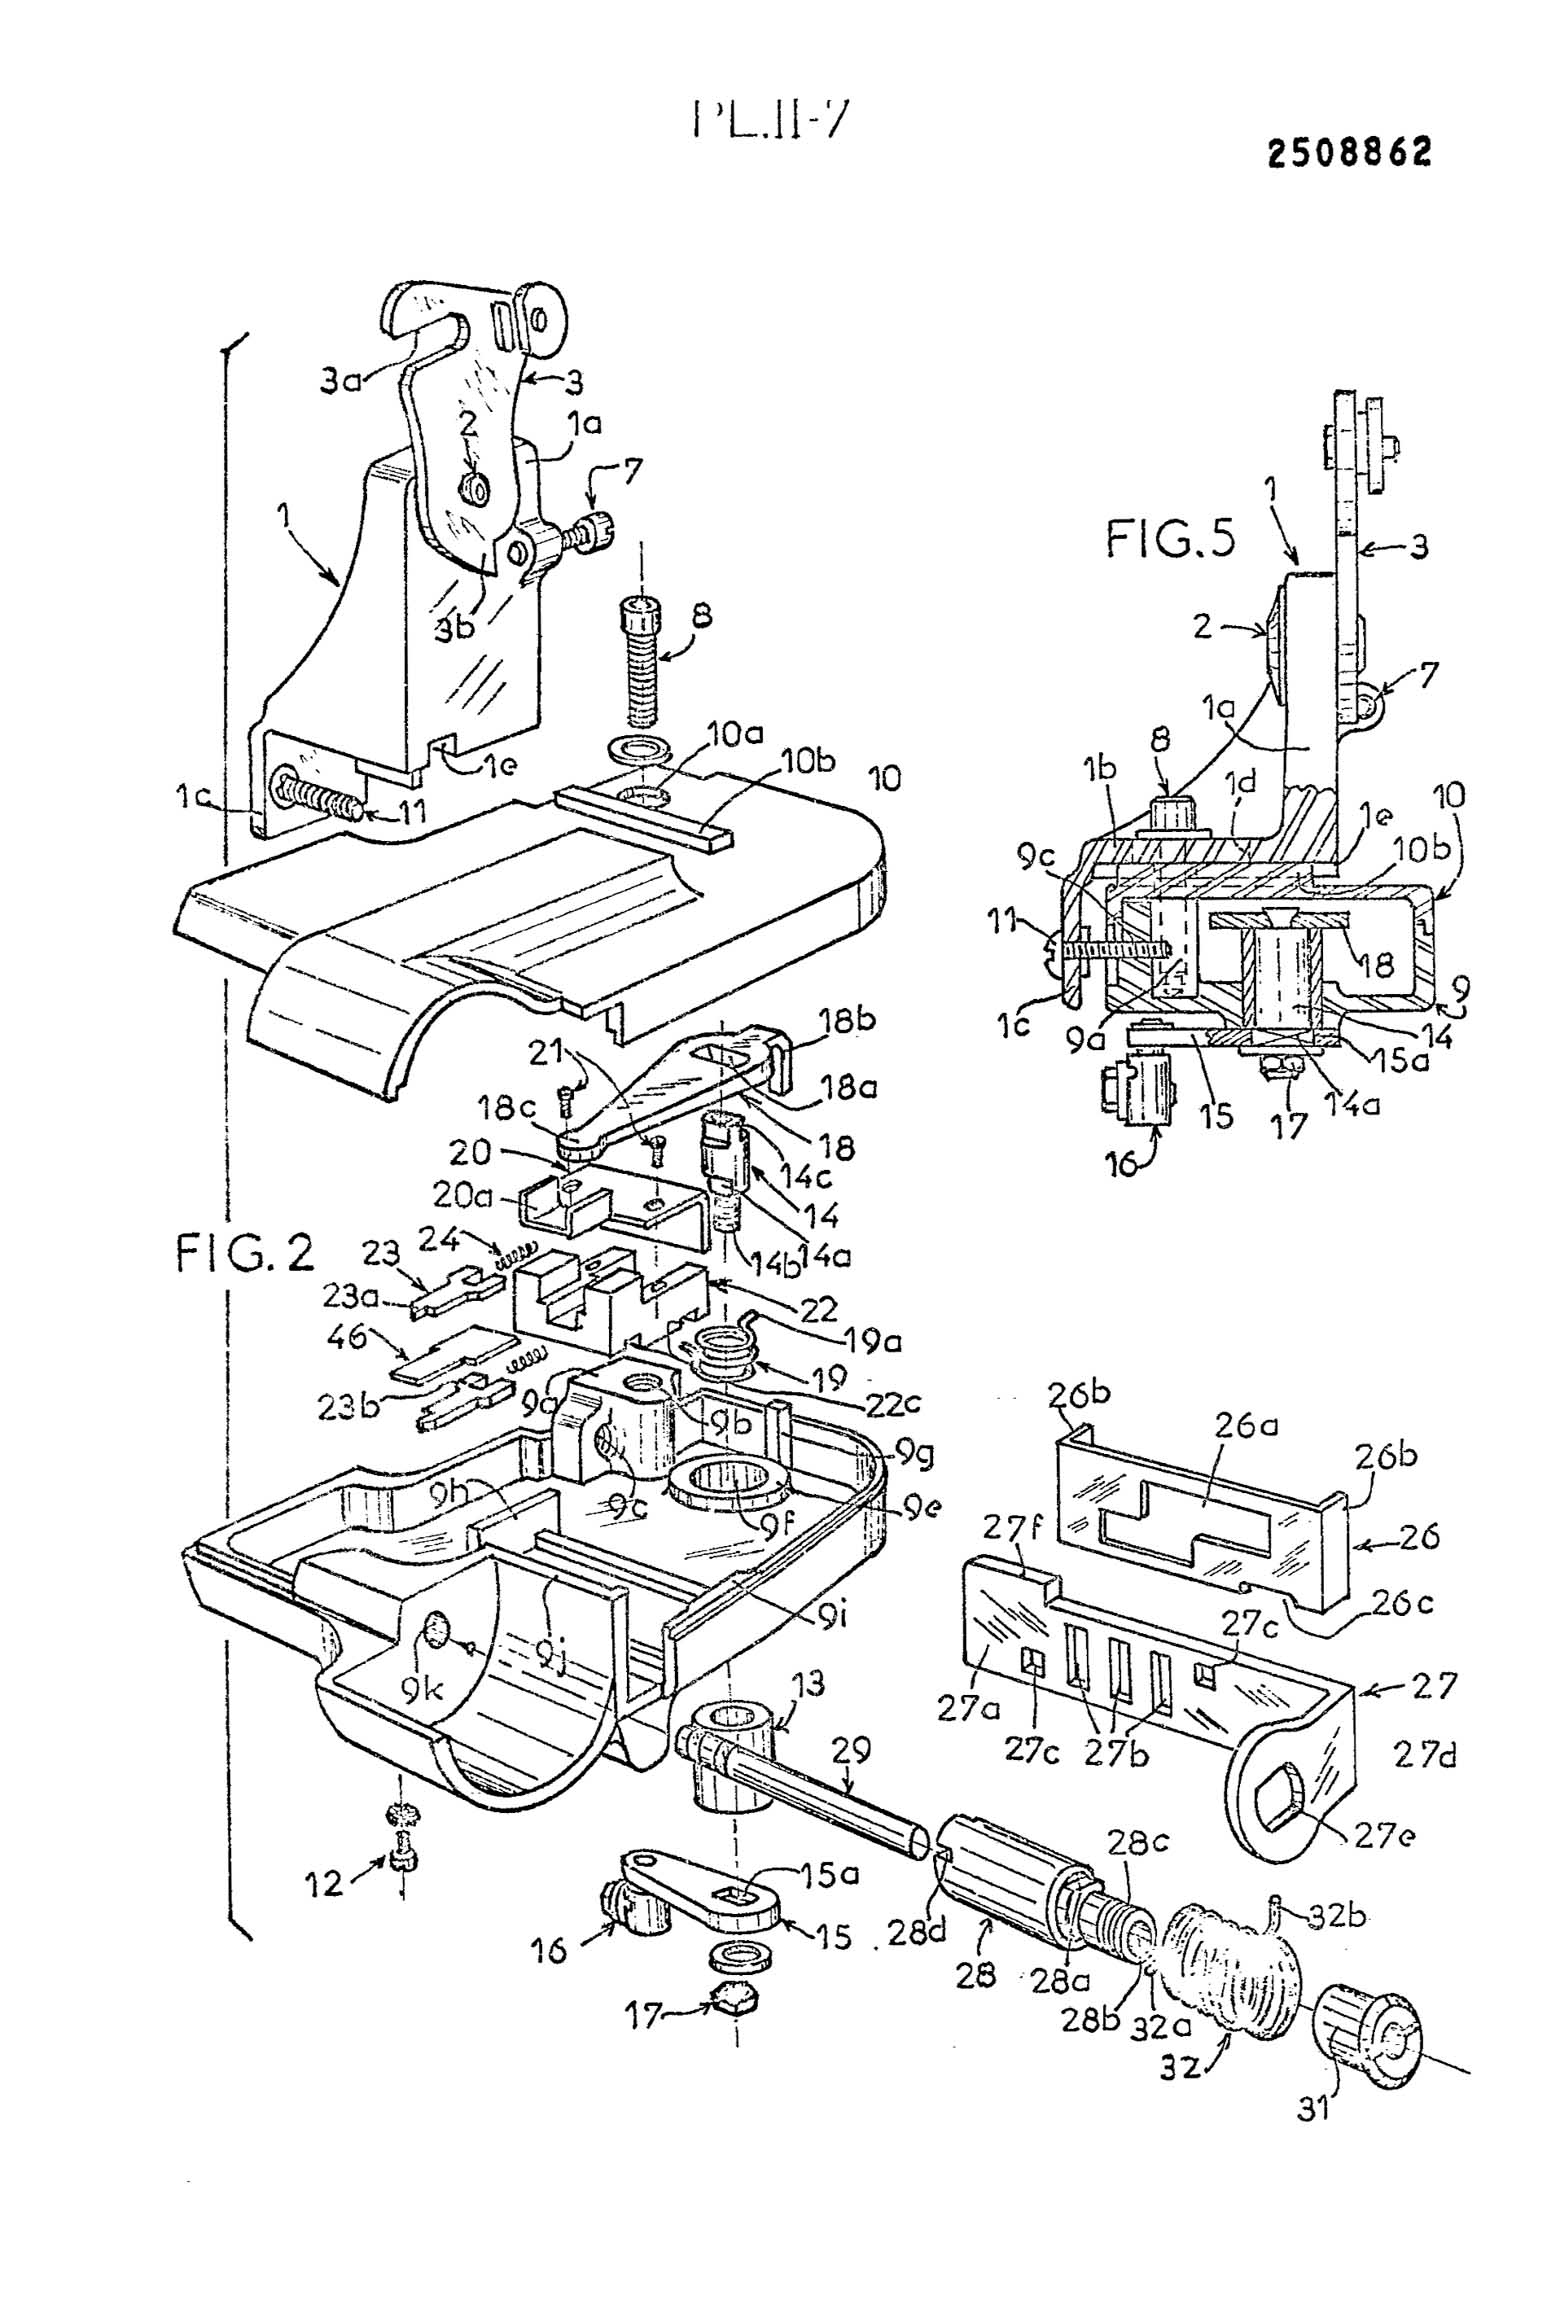 PL.II-7
2508862
3a
3
2
1a
7
1
3b
8
1e
10a
10b
10
1c
11
FIG.5
1
3
2
7
1a
8
1b
1d
10
1e
10b
9c
11
18
9
1c
9a
14
15a
15
17
14a
16
21
18b
18c
18a
20
18
14c
20a
14
24
14b
14a
FIG.2
23
23a
22
46
19a
19
23b
9a
9b
22c
9g
9h
9c
9f
9e
9i
9j
9k
26b
26a
26b
27f
26
27c
26c
27a
27
27c
27b
27d
27e
13
29
12
15a
28c
28d
32b
16
15
28
28a
17
28b
32a
32
31